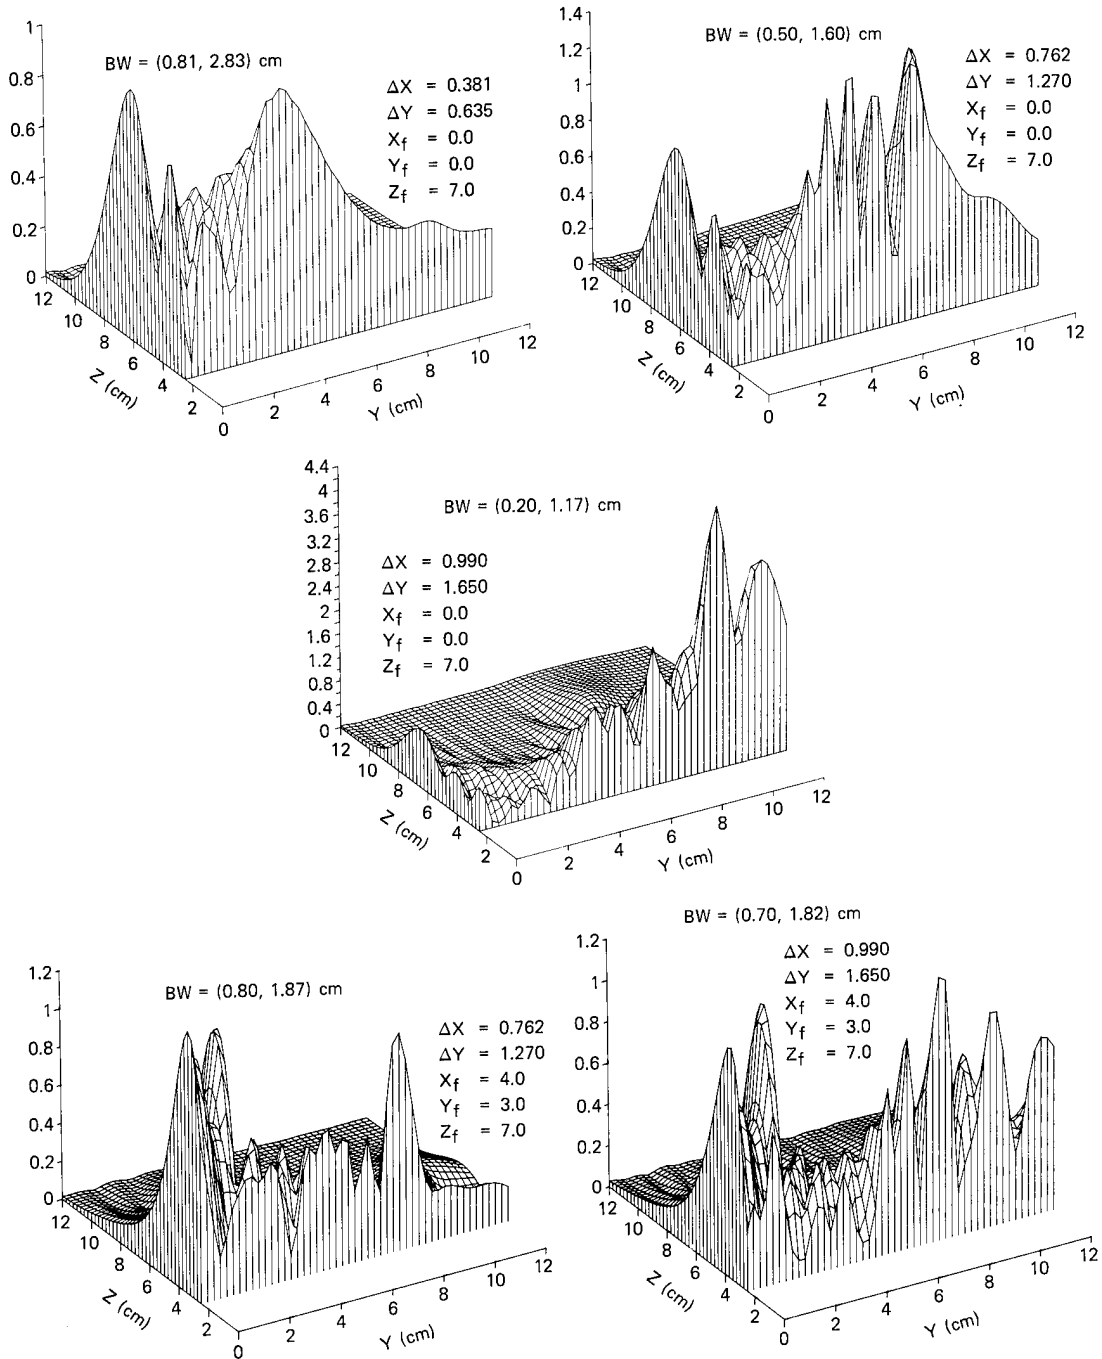 BW = (0.81, 2.83) cm
ΔX = 0.381
ΔY = 0.635
Xf = 0.0
Yf = 0.0
Zf = 7.0
1
0.8
0.6
0.4
0.2
0
12
10
8
6
4
2
0
Z (cm)
2
4
6
8
10
12
Y (cm)
BW = (0.50, 1.60) cm
ΔX = 0.762
ΔY = 1.270
Xf = 0.0
Yf = 0.0
Zf = 7.0
1.4
1.2
1
0.8
0.6
0.4
0.2
0
12
10
8
6
4
2
0
Z (cm)
2
4
6
8
10
12
Y (cm)
BW = (0.20, 1.17) cm
ΔX = 0.990
ΔY = 1.650
Xf = 0.0
Yf = 0.0
Zf = 7.0
4.4
4
3.6
3.2
2.8
2.4
2
1.6
1.2
0.8
0.4
0
12
10
8
6
4
2
0
Z (cm)
2
4
6
8
10
12
Y (cm)
BW = (0.80, 1.87) cm
ΔX = 0.762
ΔY = 1.270
Xf = 4.0
Yf = 3.0
Zf = 7.0
1.2
1
0.8
0.6
0.4
0.2
0
12
10
8
6
4
2
0
Z (cm)
2
4
6
8
10
12
Y (cm)
BW = (0.70, 1.82) cm
ΔX = 0.990
ΔY = 1.650
Xf = 4.0
Yf = 3.0
Zf = 7.0
1.2
1
0.8
0.6
0.4
0.2
0
12
10
8
6
4
2
0
Z (cm)
2
4
6
8
10
12
Y (cm)